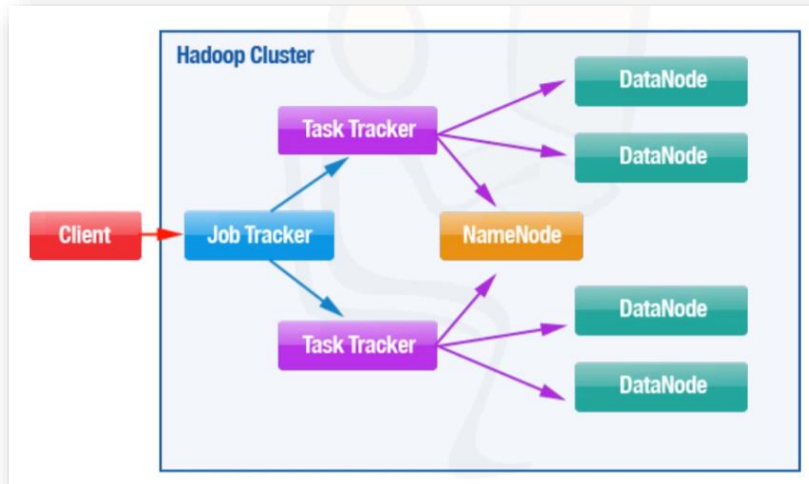 Hadoop Cluster
DataNode
Task Tracker
DataNode
Client
Job Tracker
NameNode
DataNode
Task Tracker
DataNode